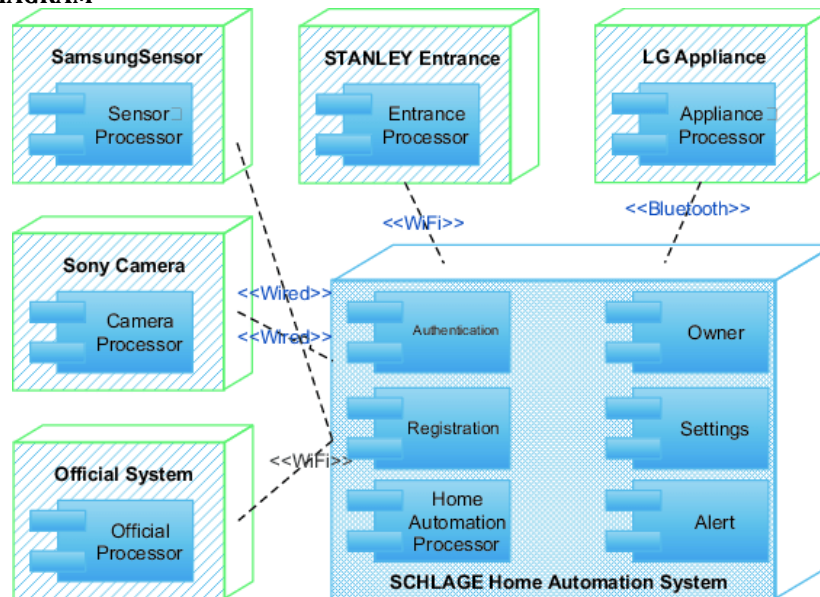 SamsungSensor
Sensor
Processor
STANLEY Entrance
Entrance
Processor
LG Appliance
Appliance
Processor
<<WiFi>>
<<Bluetooth>>
Sony Camera
Camera
Processor
<<Wired>>
<<Wired>>
Official System
Official
Processor
<<WiFi>>
Authentication
Owner
Registration
Settings
Home
Automation
Processor
Alert
SCHLAGE Home Automation System